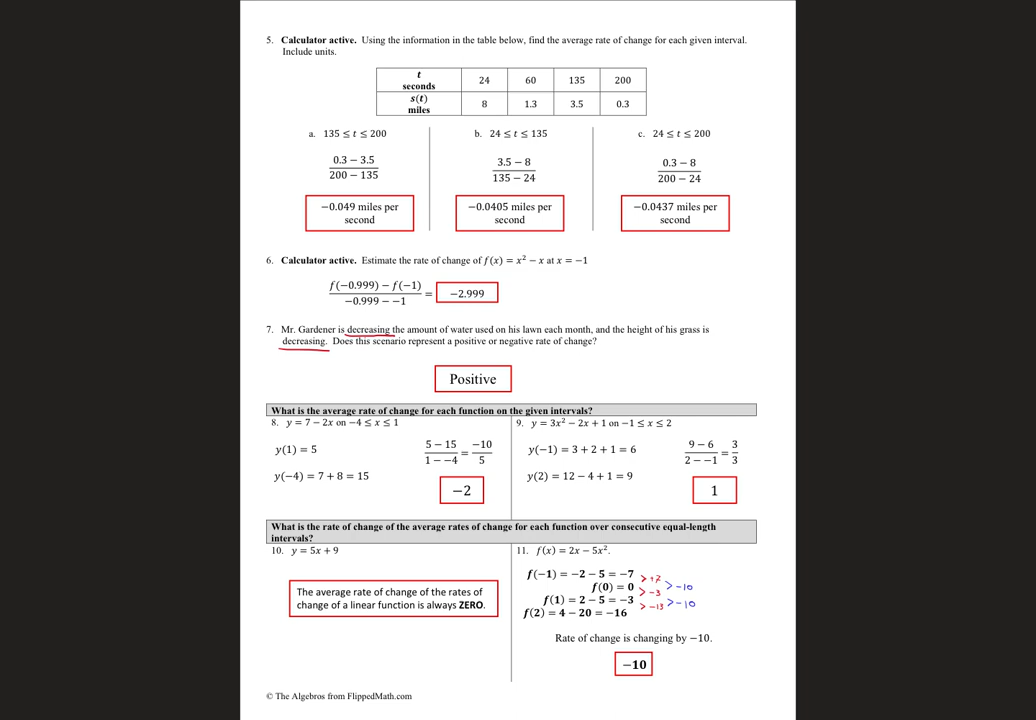 5. Calculator active. Using the information in the table below, find the average rate of change for each given interval.
Include units.
t seconds 24 60 135 200
s(t) miles 8 1.3 3.5 0.3
a. 135 ≤ t ≤ 200 b. 24 ≤ t ≤ 135 c. 24 ≤ t ≤ 200
0.3 − 3.5 3.5 − 8 0.3 − 8
200 − 135 135 − 24 200 − 24
−0.049 miles per −0.0405 miles per −0.0437 miles per
second second second
6. Calculator active. Estimate the rate of change of f(x) = x² − x at x = −1
f(−0.999) − f(−1)
−0.999 − −1
= −2.999
7. Mr. Gardener is decreasing the amount of water used on his lawn each month, and the height of his grass is
decreasing. Does this scenario represent a positive or negative rate of change?
Positive
What is the average rate of change for each function on the given intervals?
8. y = 7 − 2x on −4 ≤ x ≤ 1
y(1) = 5
5 − 15 / 1 − −4 = −10 / 5
y(−4) = 7 + 8 = 15
−2
9. y = 3x² − 2x + 1 on −1 ≤ x ≤ 2
y(−1) = 3 + 2 + 1 = 6
9 − 6 / 2 − −1 = 3 / 3
y(2) = 12 − 4 + 1 = 9
1
What is the rate of change of the average rates of change for each function over consecutive equal-length
intervals?
10. y = 5x + 9
The average rate of change of the rates of
change of a linear function is always ZERO.
11. f(x) = 2x − 5x².
f(−1) = −2 − 5 = −7
f(0) = 0
f(1) = 2 − 5 = −3
f(2) = 4 − 20 = −16
> +7
> −3
> −13
> −10
> −10
Rate of change is changing by −10.
−10
© The Algebros from FlippedMath.com